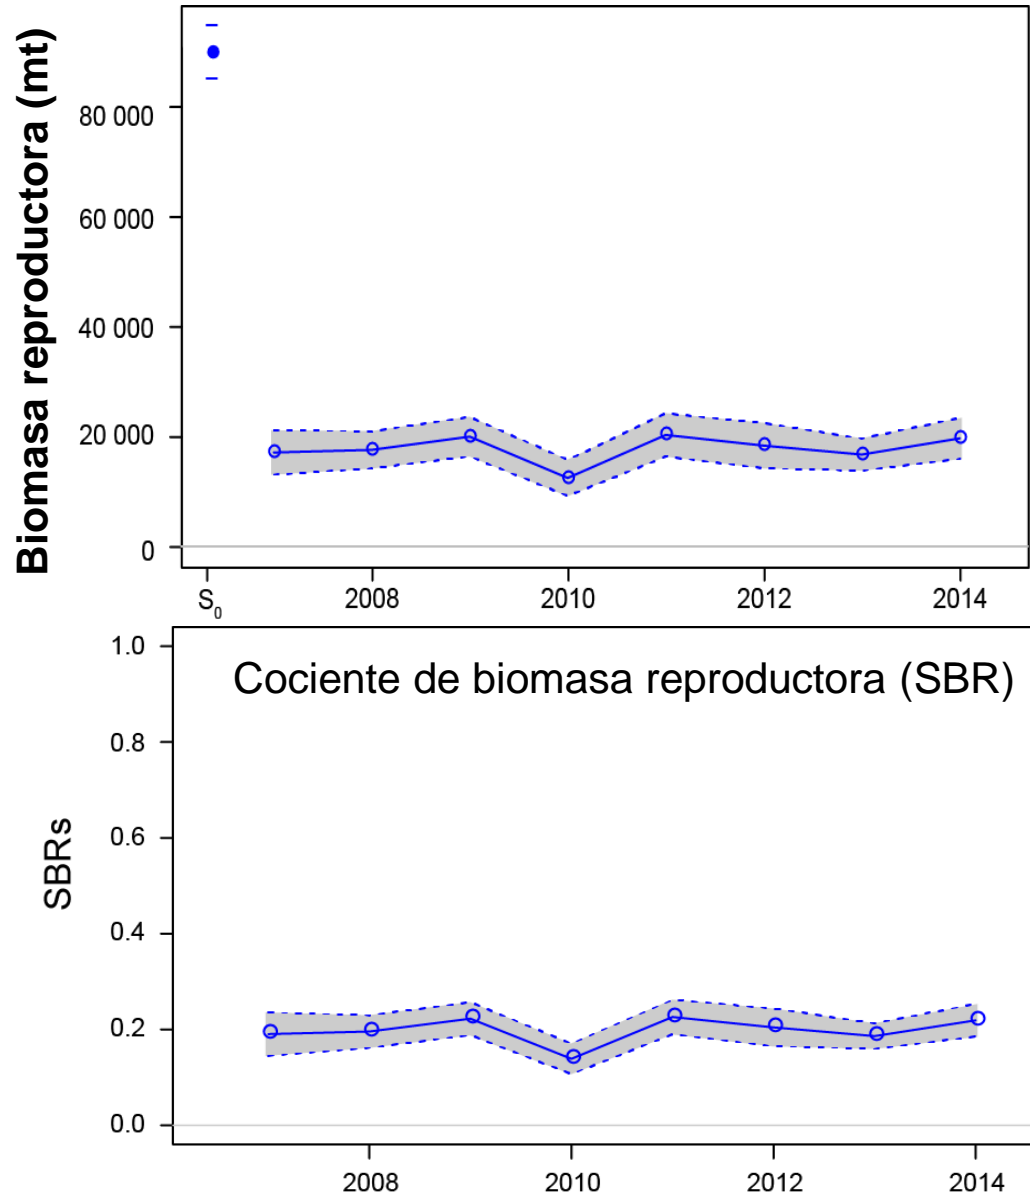 Biomasa reproductora (mt)
80 000
60 000
40 000
20 000
0
S0 2008 2010 2012 2014
Cociente de biomasa reproductora (SBR)
SBRs
1.0
0.8
0.6
0.4
0.2
0.0
2008 2010 2012 2014